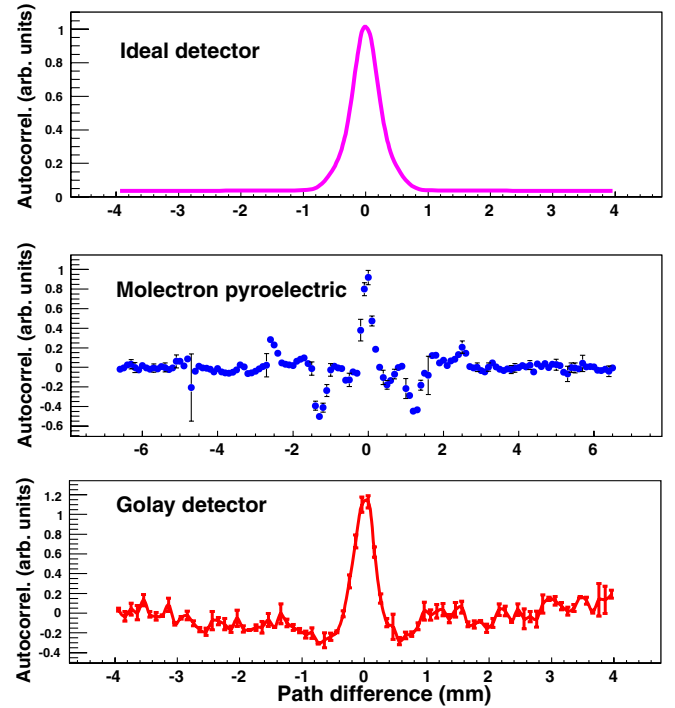 Autocorrel. (arb. units)
Ideal detector
1
0.8
0.6
0.4
0.2
0
-4 -3 -2 -1 0 1 2 3 4
Autocorrel. (arb. units)
Molectron pyroelectric
1
0.8
0.6
0.4
0.2
0
-0.2
-0.4
-0.6
-6 -4 -2 0 2 4 6
Autocorrel. (arb. units)
Golay detector
1.2
1
0.8
0.6
0.4
0.2
0
-0.2
-0.4
-4 -3 -2 -1 0 1 2 3 4
Path difference (mm)